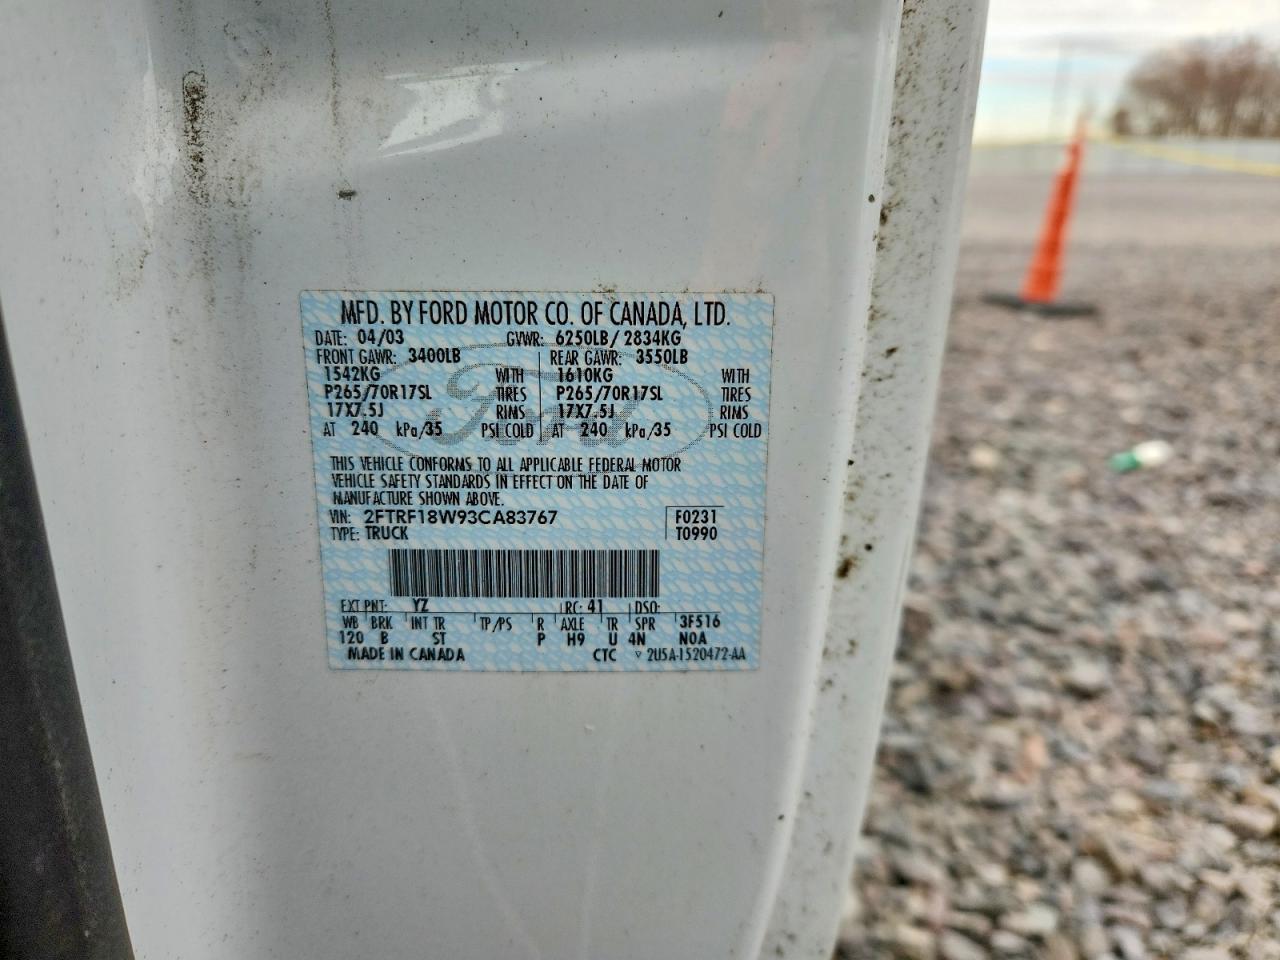 MFD. BY FORD MOTOR CO. OF CANADA, LTD.
DATE: 04/03 GVWR: 6250LB/ 2834KG
FRONT GAWR: 3400LB REAR GAWR: 3550LB
1542KG WITH 1610KG WITH
P265/70R17SL TIRES P265/70R17SL TIRES
17X7.5J RIMS 17X7.5J RIMS
AT 240 kPa/35 PSI COLD AT 240 kPa/35 PSI COLD
Ford
THIS VEHICLE CONFORMS TO ALL APPLICABLE FEDERAL MOTOR
VEHICLE SAFETY STANDARDS IN EFFECT ON THE DATE OF
MANUFACTURE SHOWN ABOVE.
VIN: 2FTRF18W93CA83767 F0231
TYPE: TRUCK T0990
EXT PNT: YZ RC: 41 DSO:
WB BRK INT TR TP/PS R AXLE TR SPR 3F516
120 B ST P H9 U 4N N0A
MADE IN CANADA CTC ▽ 2U5A-1520472-AA